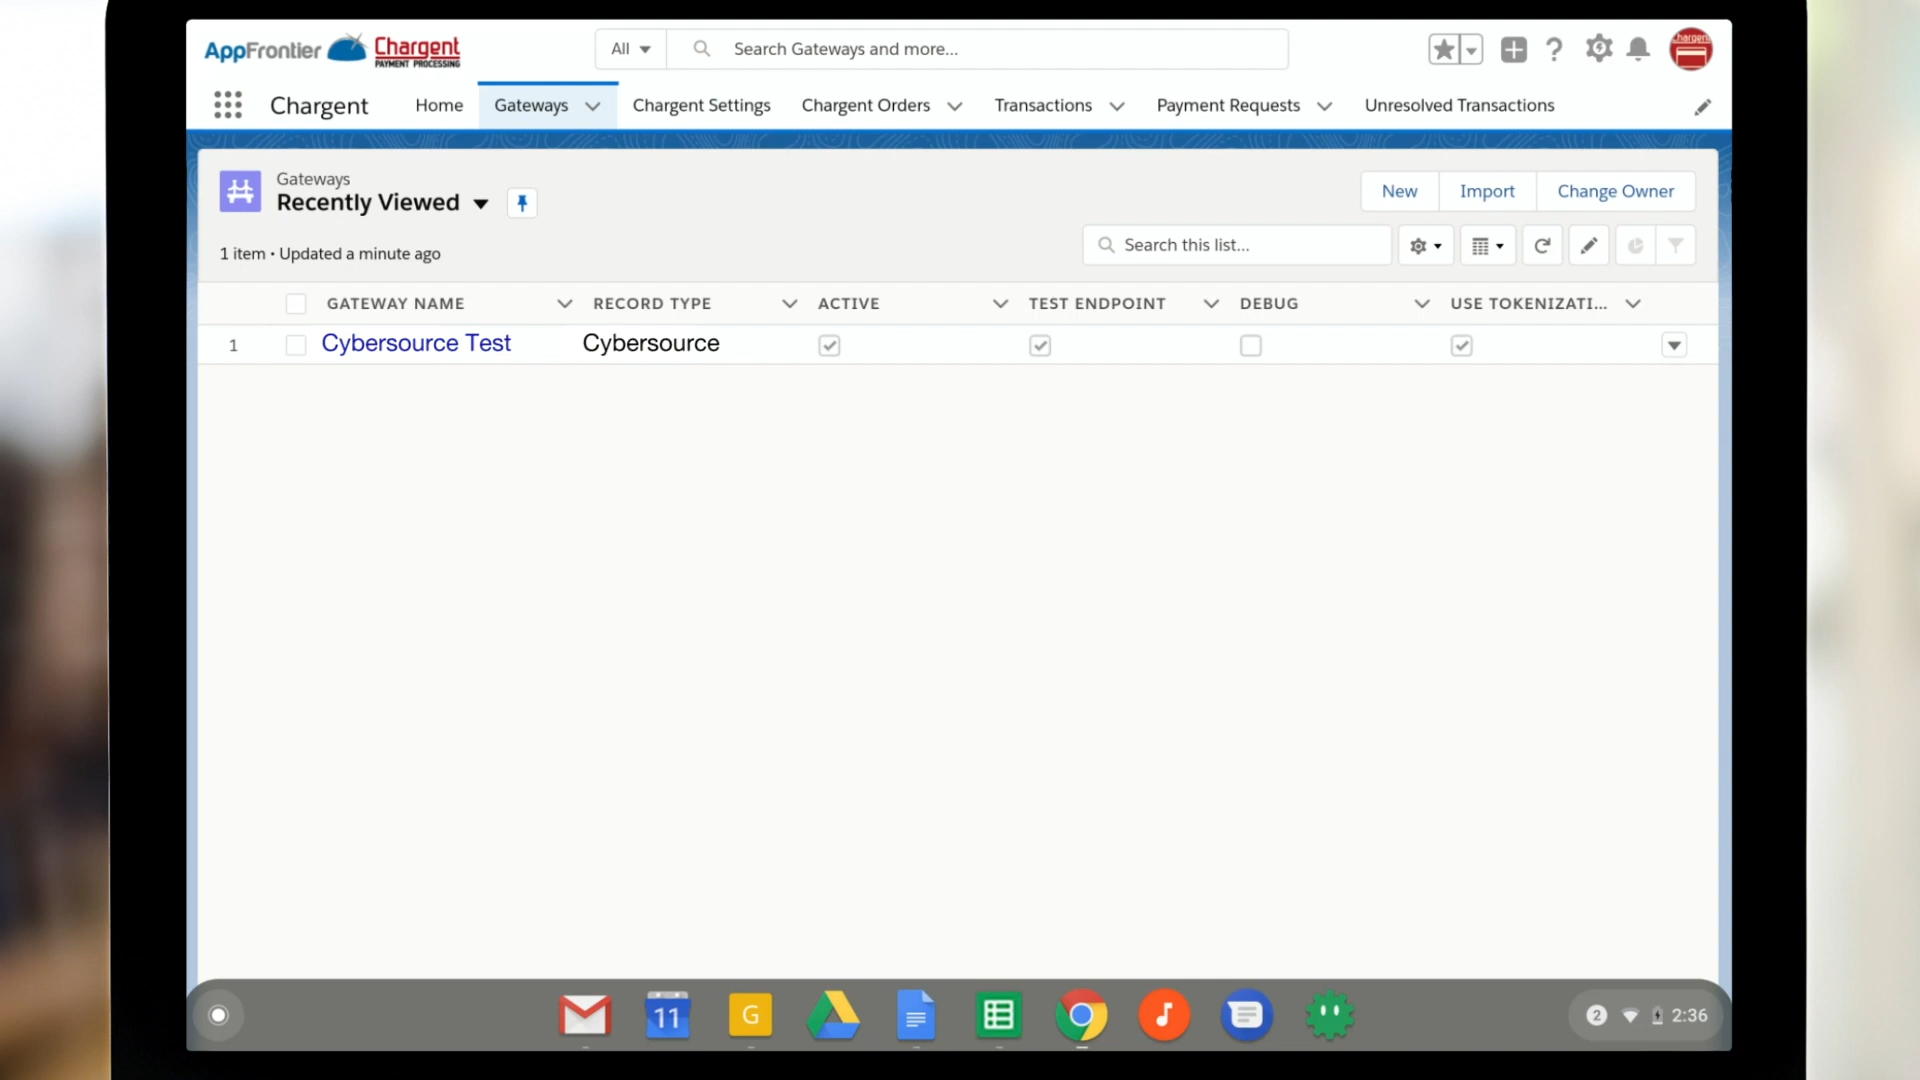 AppFrontier Chargent
PAYMENT PROCESSING
All
Search Gateways and more...
Chargent
Chargent
Home
Gateways
Chargent Settings
Chargent Orders
Transactions
Payment Requests
Unresolved Transactions
Gateways
Recently Viewed
New
Import
Change Owner
1 item • Updated a minute ago
Search this list...
GATEWAY NAME
RECORD TYPE
ACTIVE
TEST ENDPOINT
DEBUG
USE TOKENIZATI...
1
Cybersource Test
Cybersource
11
G
2
2:36